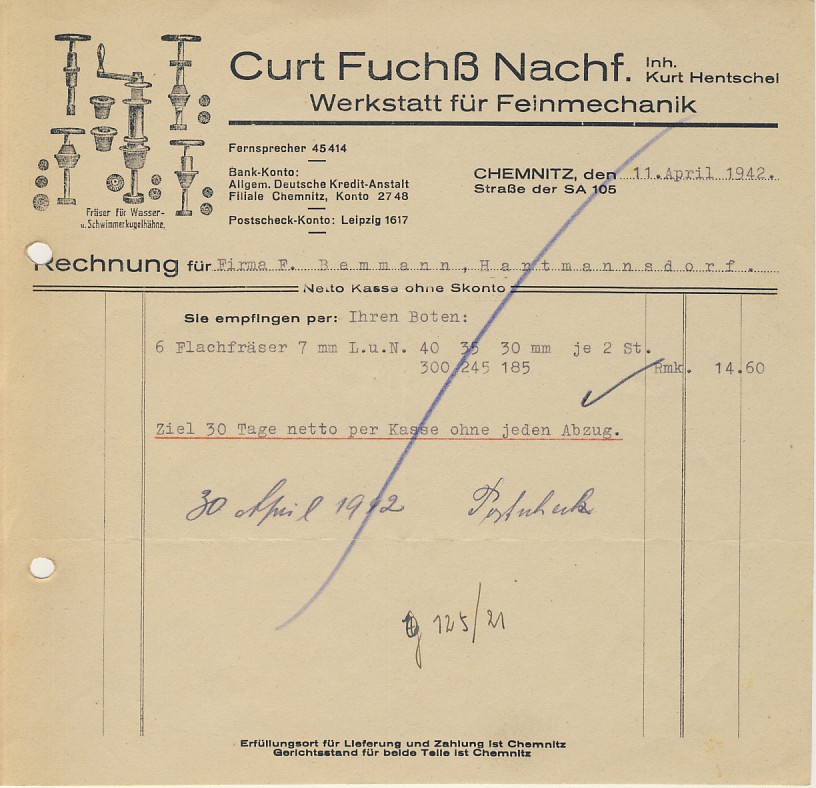 Curt Fuchß Nachf. Inh.
Kurt Hentschel
Werkstatt für Feinmechanik
Fernsprecher 45414
Bank-Konto:
Allgem. Deutsche Kredit-Anstalt
Filiale Chemnitz, Konto 2748
Postscheck-Konto: Leipzig 1617
CHEMNITZ, den 11.April 1942.
Straße der SA 105
Fräser für Wasser-
u. Schwimmerkugelhähne.
Rechnung für Firma F. Bemmann, Hartmannsdorf.
Netto Kasse ohne Skonto
Sie empfingen per: Ihren Boten:
6 Flachfräser 7 mm L.u.N. 40 35 30 mm je 2 St.
300 245 185 Rmk. 14.60
Ziel 30 Tage netto per Kasse ohne jeden Abzug.
30 April 1942 Postscheck
125/21
Erfüllungsort für Lieferung und Zahlung ist Chemnitz
Gerichtsstand für beide Teile ist Chemnitz